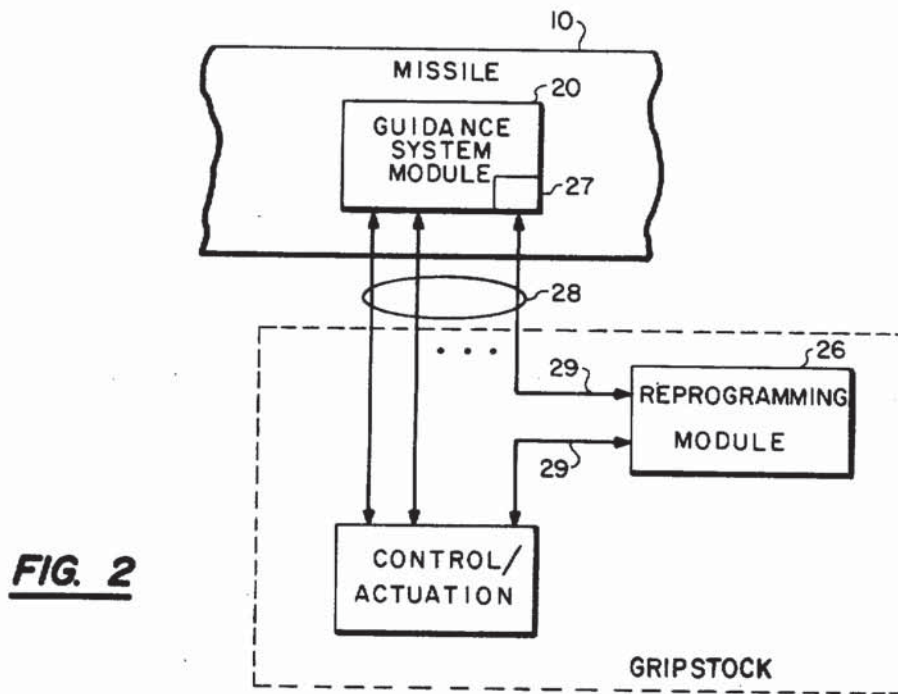 10
MISSILE
20
GUIDANCE
SYSTEM
MODULE
27
28
. . .
26
29
REPROGRAMMING
MODULE
29
CONTROL/
ACTUATION
FIG. 2
GRIPSTOCK